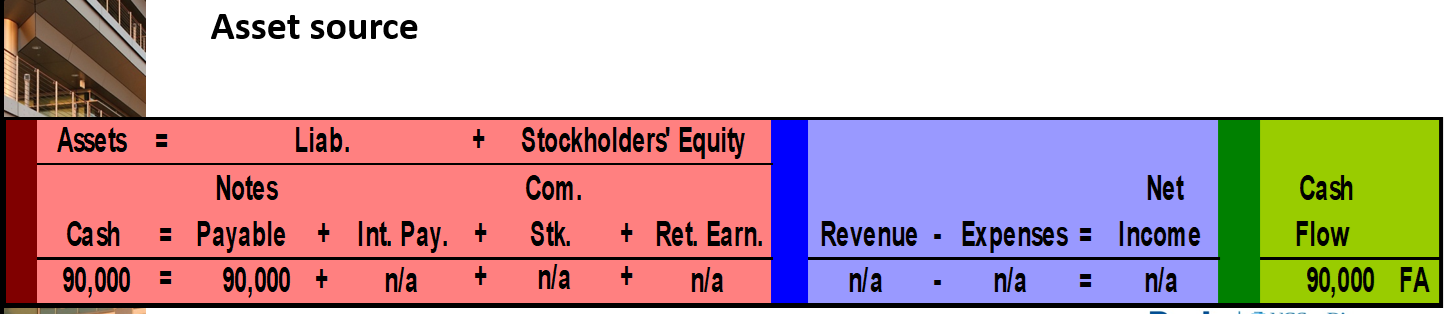 Asset source
Assets = Liab. + Stockholders' Equity
Notes Com. Net Cash
Cash = Payable + Int. Pay. + Stk. + Ret. Earn. Revenue - Expenses = Income Flow
90,000 = 90,000 + n/a + n/a + n/a n/a - n/a = n/a 90,000 FA